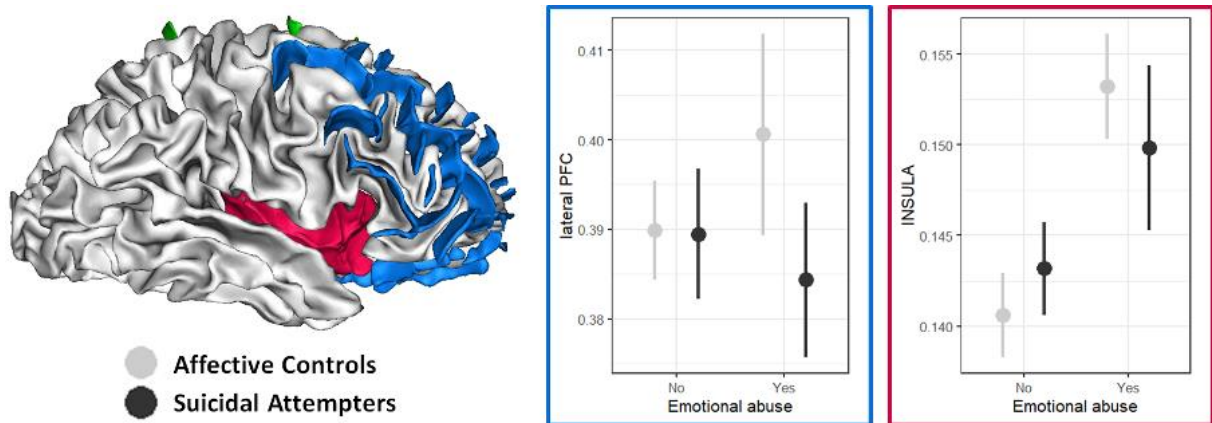 Affective Controls
Suicidal Attempters
lateral PFC
0.41
0.40
0.39
0.38
No Yes
Emotional abuse
INSULA
0.155
0.150
0.145
0.140
No Yes
Emotional abuse